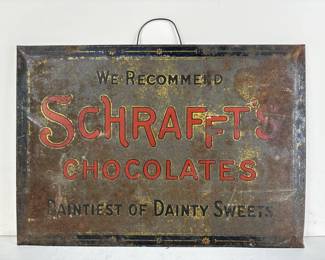 WE RECOMMEND
SCHRAFFT'S
CHOCOLATES
DAINTIEST OF DAINTY SWEETS